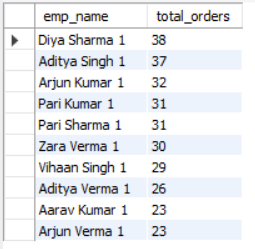 emp_name total_orders
Diya Sharma 1 38
Aditya Singh 1 37
Arjun Kumar 1 32
Pari Kumar 1 31
Pari Sharma 1 31
Zara Verma 1 30
Vihaan Singh 1 29
Aditya Verma 1 26
Aarav Kumar 1 23
Arjun Verma 1 23